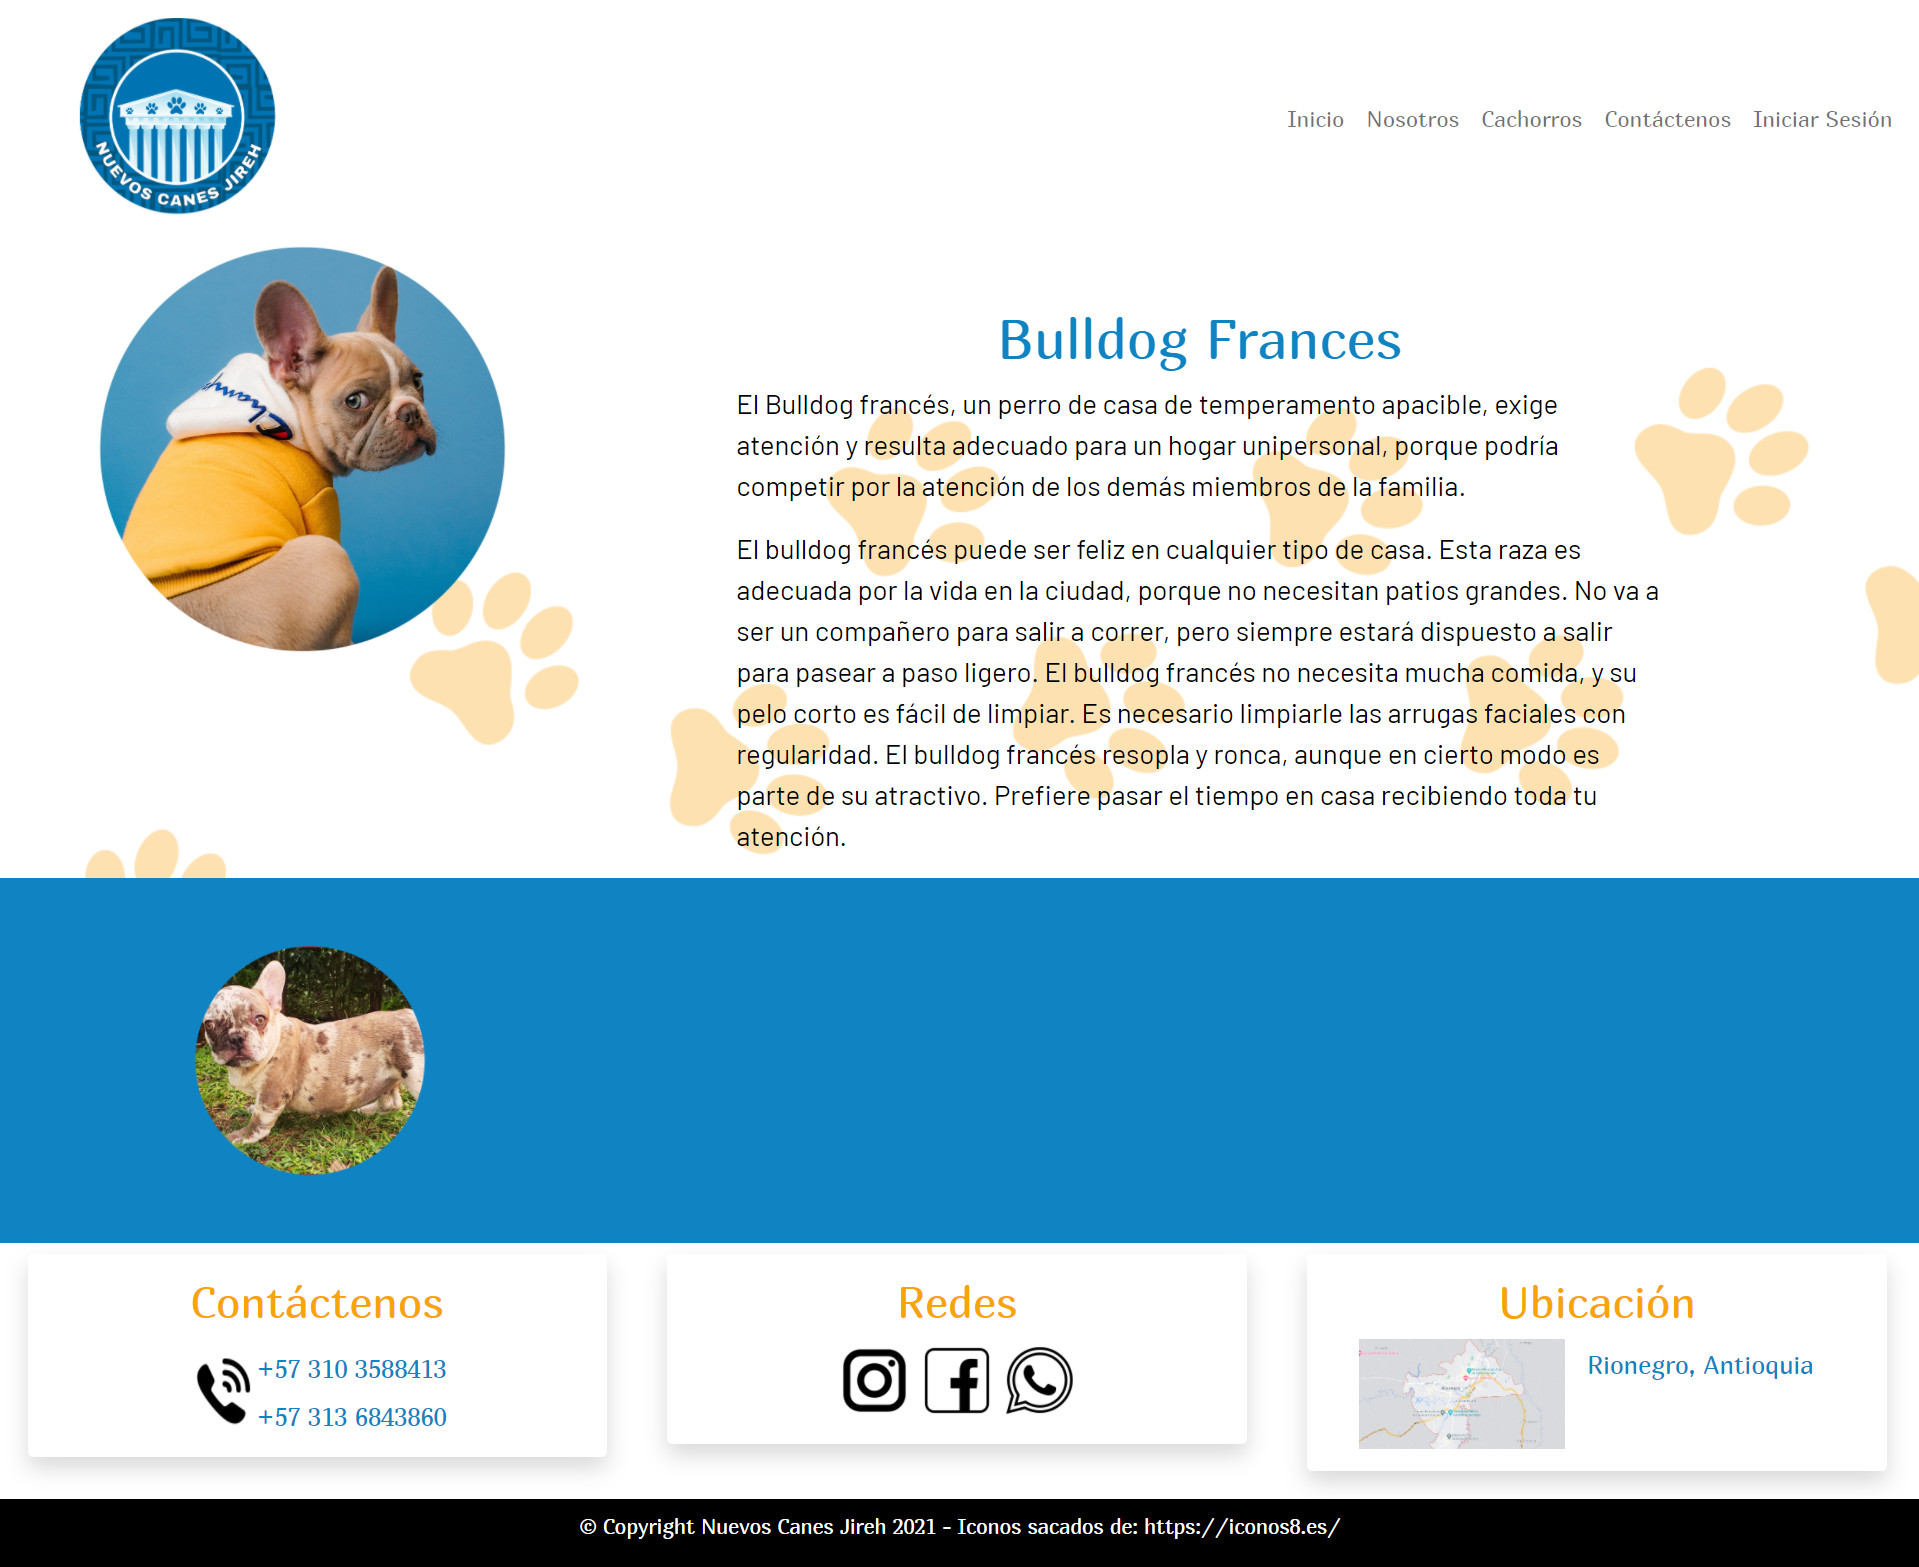 NUEVOS CANES JIREH
Inicio Nosotros Cachorros Contáctenos Iniciar Sesión
Champion
Bulldog Frances
El Bulldog francés, un perro de casa de temperamento apacible, exige
atención y resulta adecuado para un hogar unipersonal, porque podría
competir por la atención de los demás miembros de la familia.
El bulldog francés puede ser feliz en cualquier tipo de casa. Esta raza es
adecuada por la vida en la ciudad, porque no necesitan patios grandes. No va a
ser un compañero para salir a correr, pero siempre estará dispuesto a salir
para pasear a paso ligero. El bulldog francés no necesita mucha comida, y su
pelo corto es fácil de limpiar. Es necesario limpiarle las arrugas faciales con
regularidad. El bulldog francés resopla y ronca, aunque en cierto modo es
parte de su atractivo. Prefiere pasar el tiempo en casa recibiendo toda tu
atención.
Contáctenos
+57 310 3588413
+57 313 6843860
Redes
Ubicación
Rionegro, Antioquia
© Copyright Nuevos Canes Jireh 2021 - Iconos sacados de: https://iconos8.es/